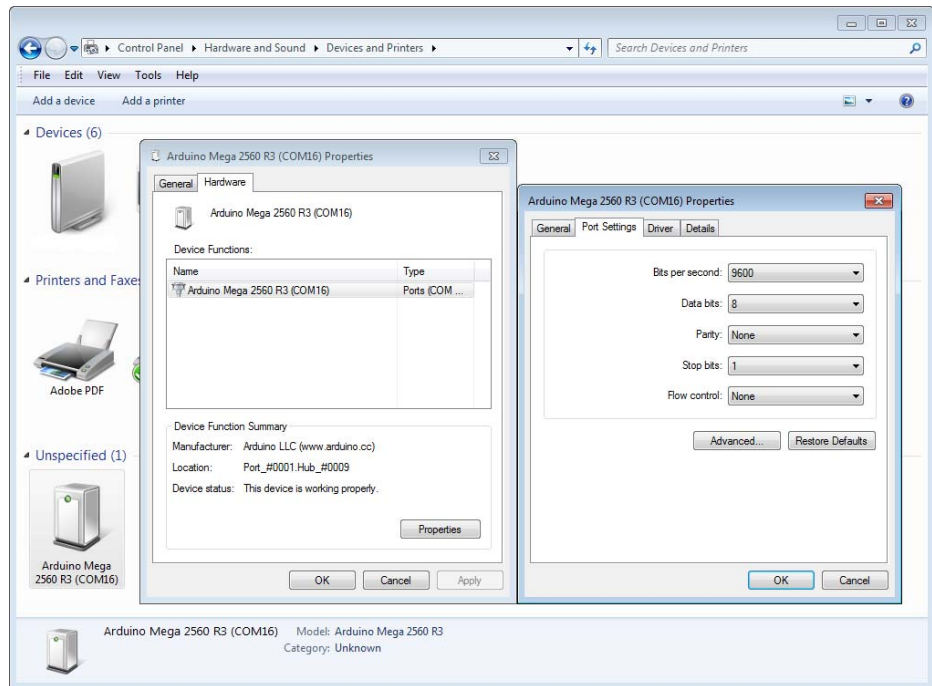 Control Panel Hardware and Sound Devices and Printers
Search Devices and Printers
File Edit View Tools Help
Add a device Add a printer
Devices (6)
Printers and Faxes
Adobe PDF
Unspecified (1)
Arduino Mega
2560 R3 (COM16)
Arduino Mega 2560 R3 (COM16) Properties
General Hardware
Arduino Mega 2560 R3 (COM16)
Device Functions:
Name Type
Arduino Mega 2560 R3 (COM16) Ports (COM ...
Device Function Summary
Manufacturer: Arduino LLC (www.arduino.cc)
Location: Port_#0001.Hub_#0009
Device status: This device is working properly.
Properties
OK Cancel Apply
Arduino Mega 2560 R3 (COM16) Properties
General Port Settings Driver Details
Bits per second: 9600
Data bits: 8
Parity: None
Stop bits: 1
Flow control: None
Advanced... Restore Defaults
OK Cancel
Arduino Mega 2560 R3 (COM16) Model: Arduino Mega 2560 R3
Category: Unknown